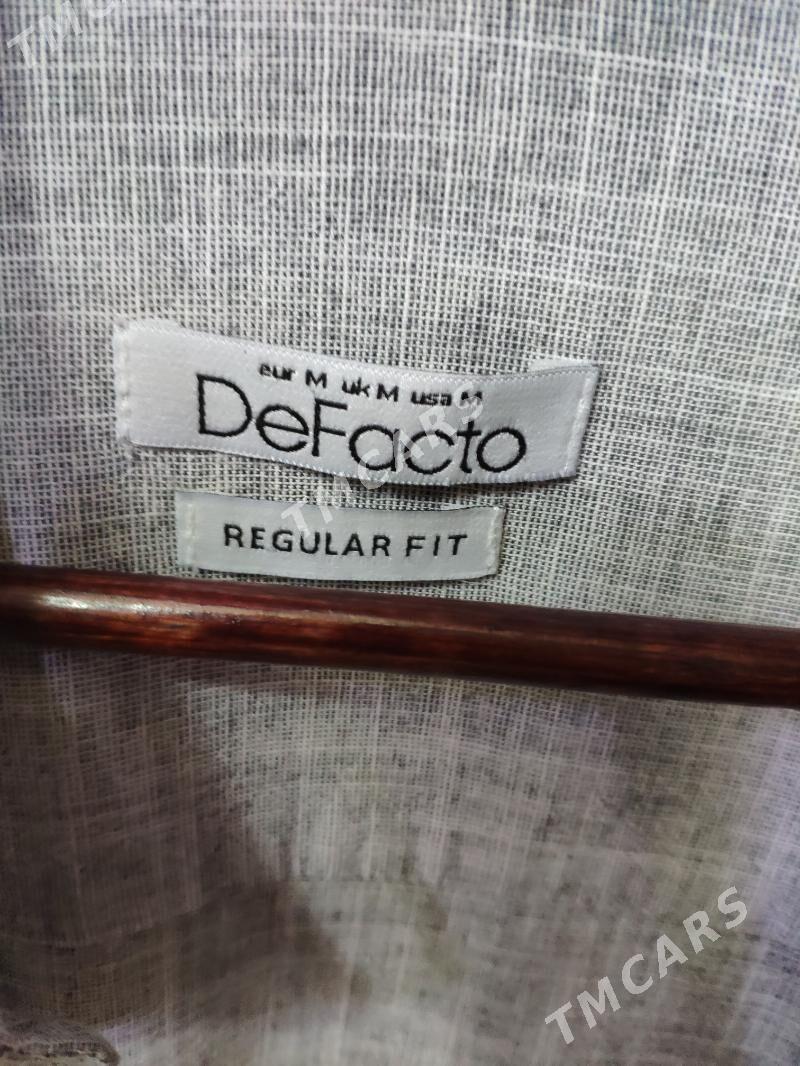 TMCARS
eur M uk M usa M
DeFacto
TMCARS
REGULAR FIT
TMCARS